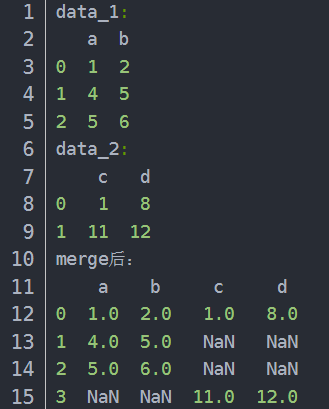 1 data_1:
2    a  b
3 0  1  2
4 1  4  5
5 2  5  6
6 data_2:
7     c   d
8 0   1   8
9 1  11  12
10 merge后：
11     a    b     c     d
12 0  1.0  2.0   1.0   8.0
13 1  4.0  5.0   NaN   NaN
14 2  5.0  6.0   NaN   NaN
15 3  NaN  NaN  11.0  12.0